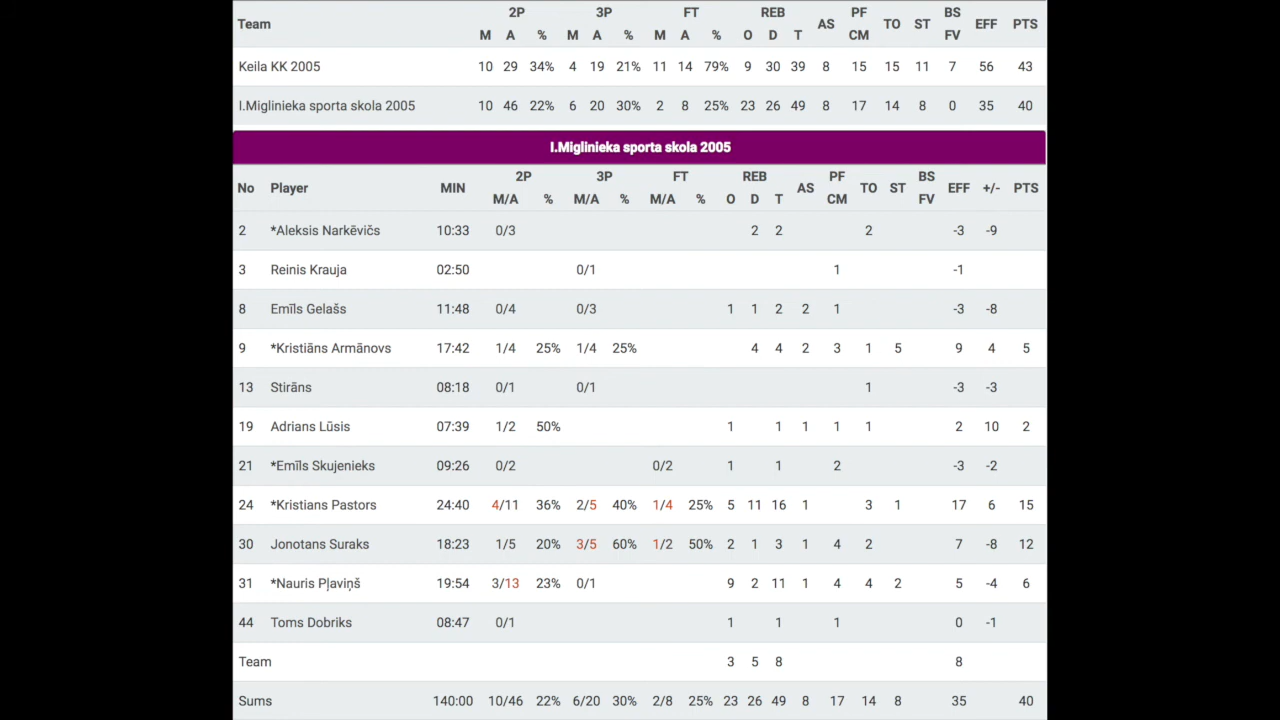 Team 2P 3P FT REB AS PF TO ST BS EFF PTS
M A % M A % M A % O D T CM FV
Keila KK 2005 10 29 34% 4 19 21% 11 14 79% 9 30 39 8 15 15 11 7 56 43
I.Miglinieka sporta skola 2005 10 46 22% 6 20 30% 2 8 25% 23 26 49 8 17 14 8 0 35 40
I.Miglinieka sporta skola 2005
No Player MIN 2P 3P FT REB AS PF TO ST BS EFF +/- PTS
M/A % M/A % M/A % O D T CM FV
2 *Aleksis Narkēvičs 10:33 0/3 2 2 2 -3 -9
3 Reinis Krauja 02:50 0/1 1 -1
8 Emīls Gelašs 11:48 0/4 0/3 1 1 2 2 1 -3 -8
9 *Kristiāns Armānovs 17:42 1/4 25% 1/4 25% 4 4 2 3 1 5 9 4 5
13 Stirāns 08:18 0/1 0/1 1 -3 -3
19 Adrians Lūsis 07:39 1/2 50% 1 1 1 1 1 2 10 2
21 *Emīls Skujenieks 09:26 0/2 0/2 1 1 2 -3 -2
24 *Kristians Pastors 24:40 4/11 36% 2/5 40% 1/4 25% 5 11 16 1 3 1 17 6 15
30 Jonotans Suraks 18:23 1/5 20% 3/5 60% 1/2 50% 2 1 3 1 4 2 7 -8 12
31 *Nauris Pļaviņš 19:54 3/13 23% 0/1 9 2 11 1 4 4 2 5 -4 6
44 Toms Dobriks 08:47 0/1 1 1 1 0 -1
Team 3 5 8 8
Sums 140:00 10/46 22% 6/20 30% 2/8 25% 23 26 49 8 17 14 8 35 40